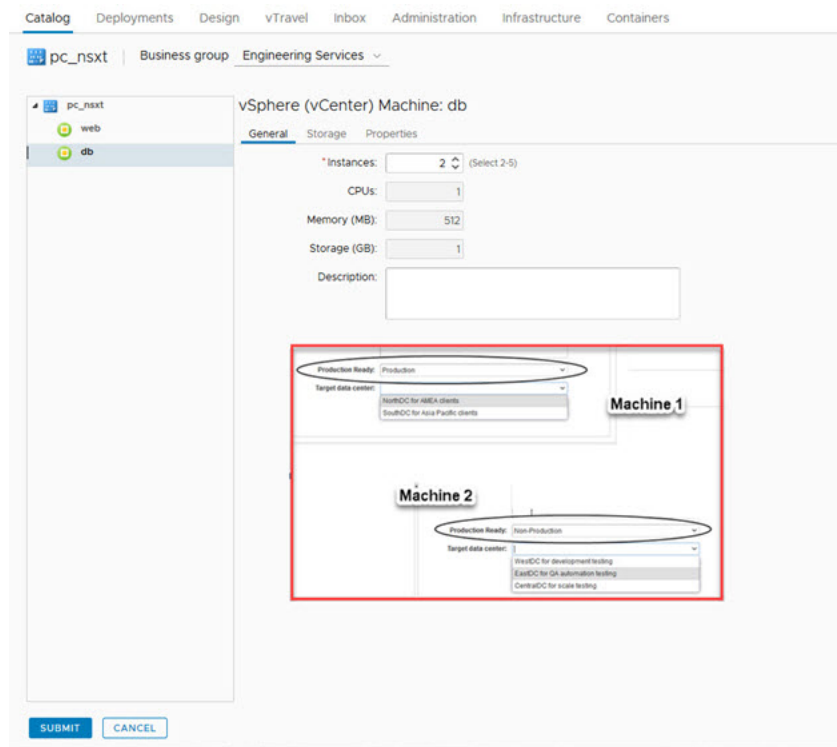 Catalog Deployments Design vTravel Inbox Administration Infrastructure Containers
pc_nsxt Business group Engineering Services
pc_nsxt
web
db
vSphere (vCenter) Machine: db
General Storage Properties
* Instances: 2 (Select 2-5)
CPUs: 1
Memory (MB): 512
Storage (GB): 1
Description:
Production Ready: Production
Target data center:
NorthDC for AMEA clients
SouthDC for Asia Pacific clients
Machine 1
Machine 2
Production Ready: Non-Production
Target data center:
WestDC for development testing
EastDC for QA automation testing
CentralDC for scale testing
SUBMIT CANCEL